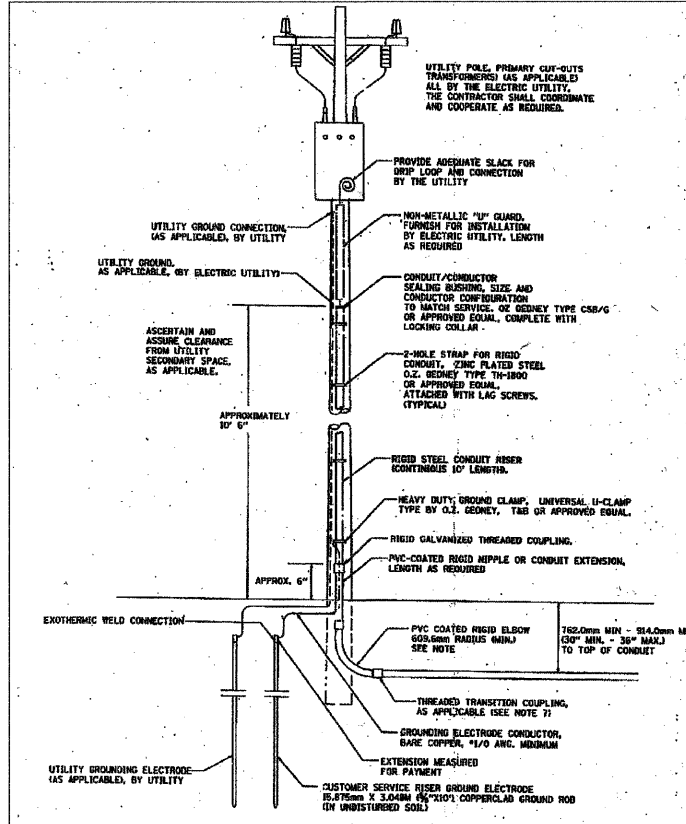 UTILITY POLE, PRIMARY CUT-OUTS
TRANSFORMER(S) (AS APPLICABLE)
ALL BY THE ELECTRIC UTILITY.
THE CONTRACTOR SHALL COORDINATE
AND COOPERATE AS REQUIRED.
PROVIDE ADEQUATE SLACK FOR
DRIP LOOP AND CONNECTION
BY THE UTILITY
UTILITY GROUND CONNECTION,
(AS APPLICABLE), BY UTILITY
NON-METALLIC "U" GUARD.
FURNISH FOR INSTALLATION
BY ELECTRIC UTILITY. LENGTH
AS REQUIRED
UTILITY GROUND,
AS APPLICABLE, (BY ELECTRIC UTILITY)
CONDUIT/CONDUCTOR
SEALING BUSHING, SIZE AND
CONDUCTOR CONFIGURATION
TO MATCH SERVICE. OZ GEDNEY TYPE CSB/G
OR APPROVED EQUAL, COMPLETE WITH
LOCKING COLLAR.
ASCERTAIN AND
ASSURE CLEARANCE
FROM UTILITY
SECONDARY SPACE,
AS APPLICABLE.
2-HOLE STRAP FOR RIGID
CONDUIT. ZINC PLATED STEEL
O.Z. GEDNEY TYPE TH-1800
OR APPROVED EQUAL.
ATTACHED WITH LAG SCREWS.
(TYPICAL)
APPROXIMATELY
10' 6"
RIGID STEEL CONDUIT RISER
(CONTINIOUS 10' LENGTH).
HEAVY DUTY, GROUND CLAMP. UNIVERSAL U-CLAMP
TYPE BY O.Z. GEDNEY, T&B OR APPROVED EQUAL.
RIGID GALVANIZED THREADED COUPLING.
PVC-COATED RIGID NIPPLE OR CONDUIT EXTENSION,
LENGTH AS REQUIRED
APPROX. 6"
EXOTHERMIC WELD CONNECTION
PVC COATED RIGID ELBOW
609.6mm RADIUS (MIN.)
SEE NOTE
762.0mm MIN - 914.0mm M
(30" MIN. - 36" MAX.)
TO TOP OF CONDUIT
THREADED TRANSITION COUPLING,
AS APPLICABLE (SEE NOTE 7)
GROUNDING ELECTRODE CONDUCTOR,
BARE COPPER, #1/0 AWG. MINIMUM
EXTENSION MEASURED
FOR PAYMENT
UTILITY GROUNDING ELECTRODE
(AS APPLICABLE), BY UTILITY
CUSTOMER SERVICE RISER GROUND ELECTRODE
15.875mm X 3.048M (⅝"X10') COPPERCLAD GROUND ROD
(IN UNDISTURBED SOIL)